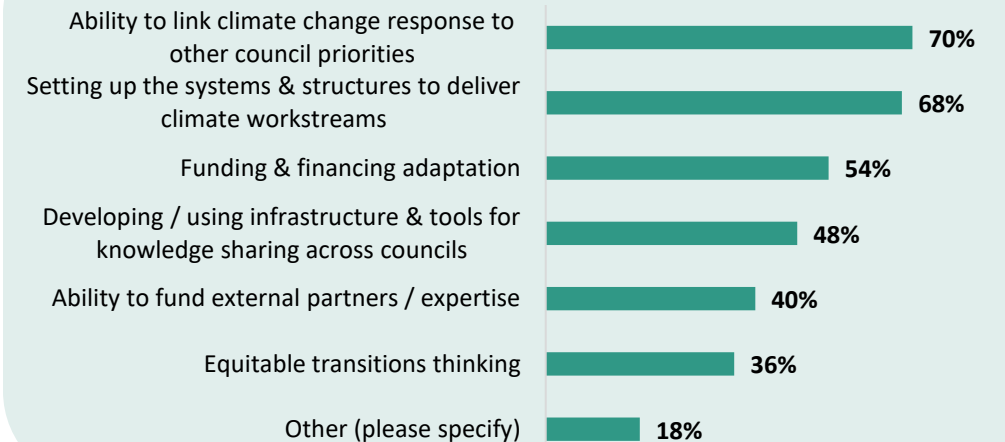 Ability to link climate change response to
other council priorities
70%
Setting up the systems & structures to deliver
climate workstreams
68%
Funding & financing adaptation
54%
Developing / using infrastructure & tools for
knowledge sharing across councils
48%
Ability to fund external partners / expertise
40%
Equitable transitions thinking
36%
Other (please specify)
18%